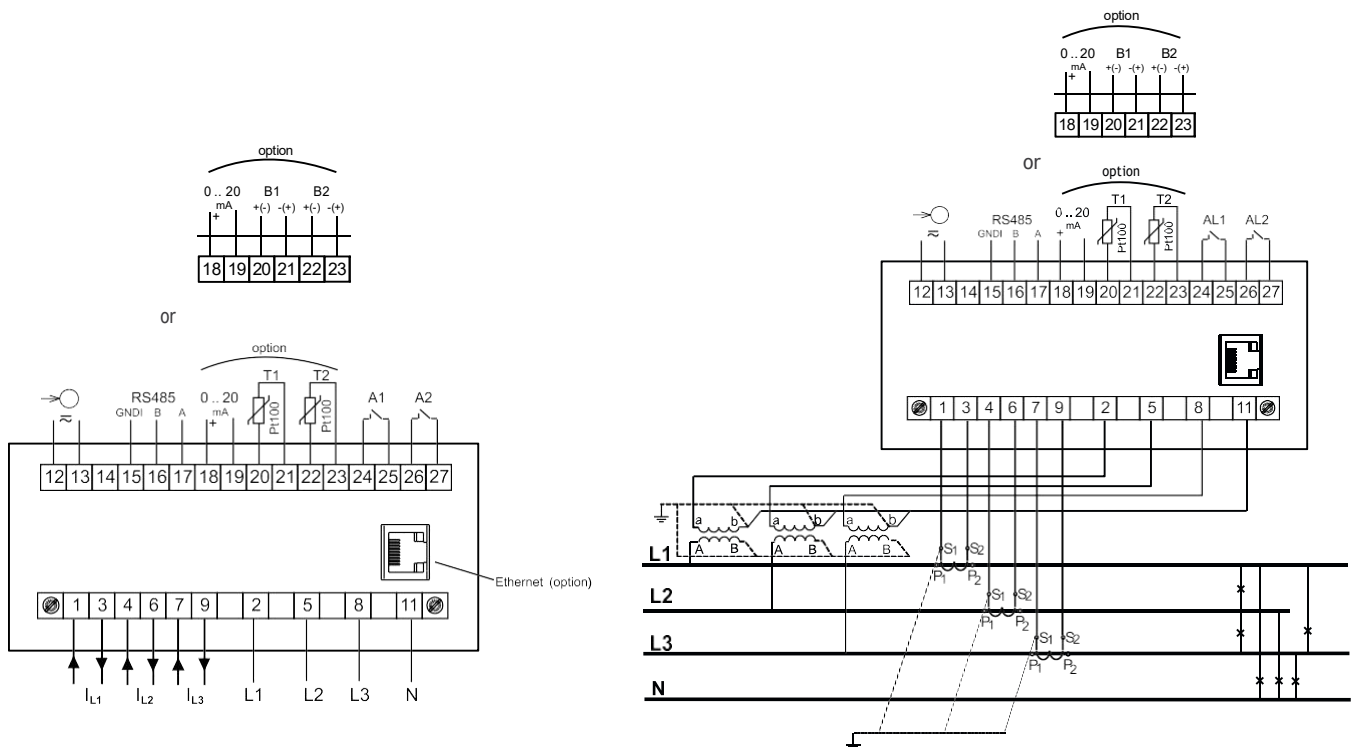 option
0 .. 20 B1 B2
mA +(-) -(+) +(-) -(+)
+
18 19 20 21 22 23
or
option
T1 T2
RS485 0 .. 20 A1 A2
GNDI B A mA Pt100 Pt100
+
12 13 14 15 16 17 18 19 20 21 22 23 24 25 26 27
Ethernet (option)
1 3 4 6 7 9 2 5 8 11
IL1 IL2 IL3 L1 L2 L3 N
option
0 .. 20 B1 B2
mA +(-) -(+) +(-) -(+)
+
18 19 20 21 22 23
or
option
T1 T2
RS485 0 .. 20 AL1 AL2
GNDI B A + mA Pt100 Pt100
12 13 14 15 16 17 18 19 20 21 22 23 24 25 26 27
1 3 4 6 7 9 2 5 8 11
a b a b a b
A B A B A B
L1 S1 S2
P1 P2
L2 S1 S2
P1 P2
L3 S1 S2
P1 P2
N